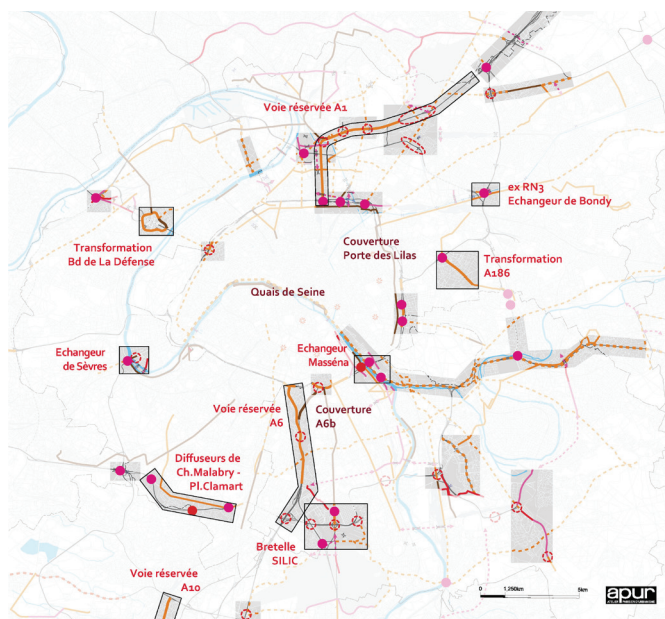 Voie réservée A1
ex RN3
Echangeur de Bondy
Couverture
Porte des Lilas
Transformation
Bd de La Défense
Transformation
A186
Quais de Seine
Echangeur
Masséna
Echangeur
de Sèvres
Voie réservée
A6
Couverture
A6b
Diffuseurs de
Ch.Malabry -
Pl.Clamart
Bretelle
SILIC
Voie réservée
A10
0 1,250km 5km
apur